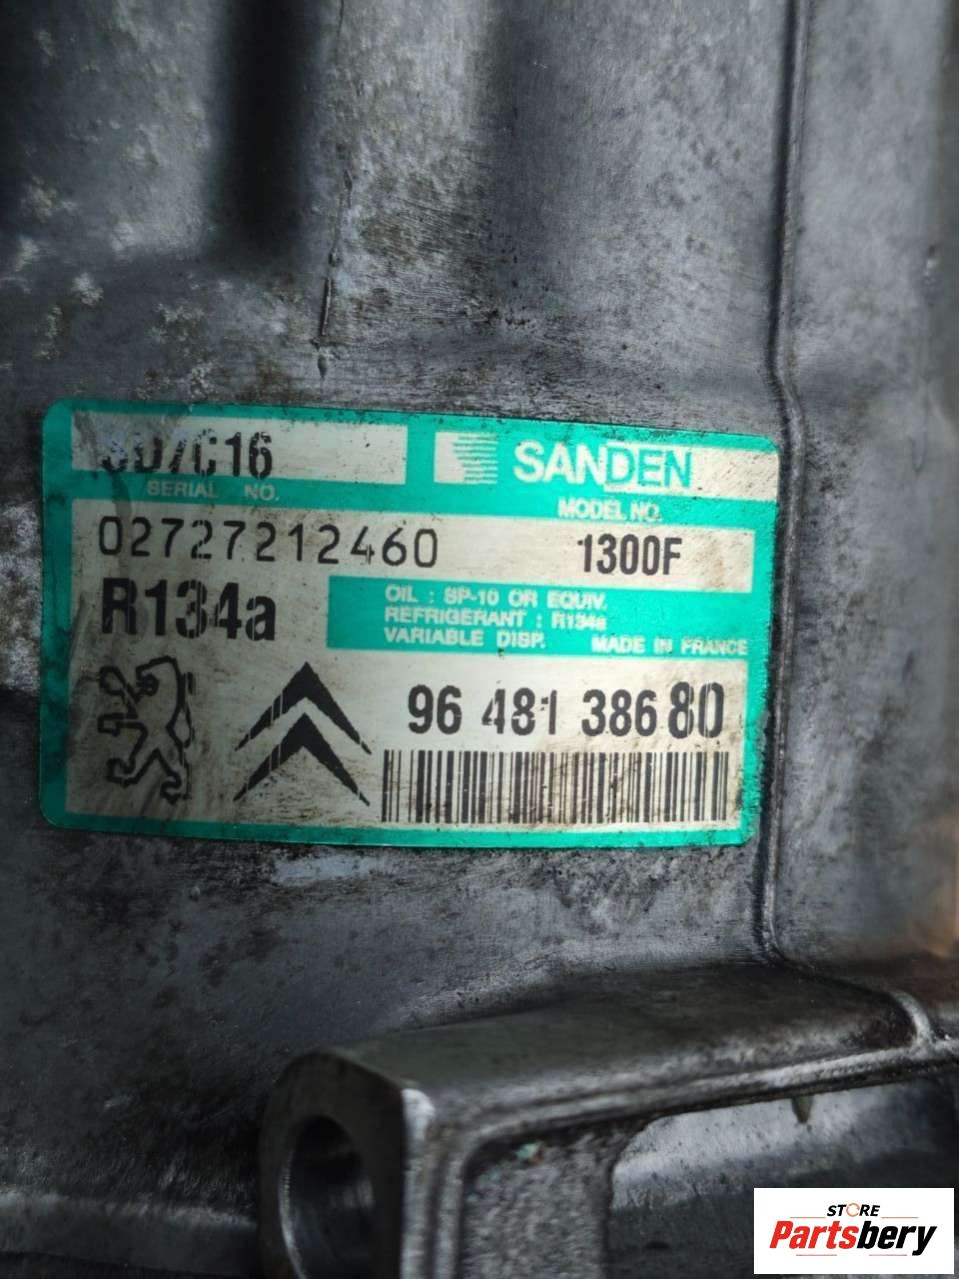 SD7C16
SANDEN
SERIAL NO.
MODEL NO.
02727212460
1300F
R134a
OIL : SP-10 OR EQUIV.
REFRIGERANT : R134a
VARIABLE DISP. MADE IN FRANCE
96 481 386 80
STORE
Partsbery